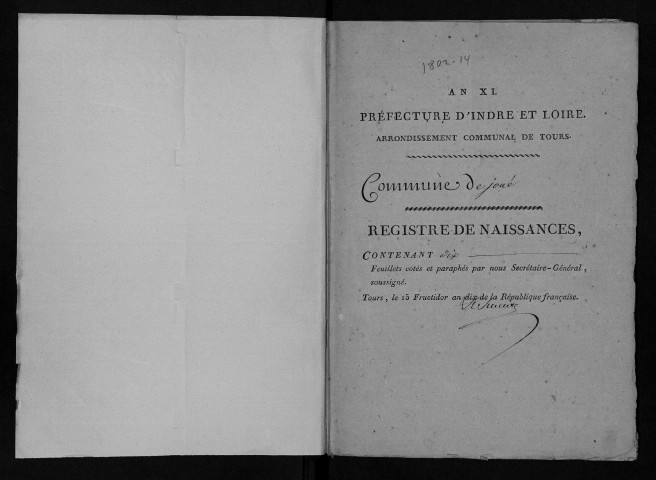 1802-14
AN XI.
PRÉFECTURE D'INDRE ET LOIRE.
ARRONDISSEMENT COMMUNAL DE TOURS.
Commune De joué
REGISTRE DE NAISSANCES,
CONTENANT dix
Feuillets cotés et paraphés par nous Secrétaire-Général,
soussigné.
Tours, le 15 Fructidor an dix de la République française.